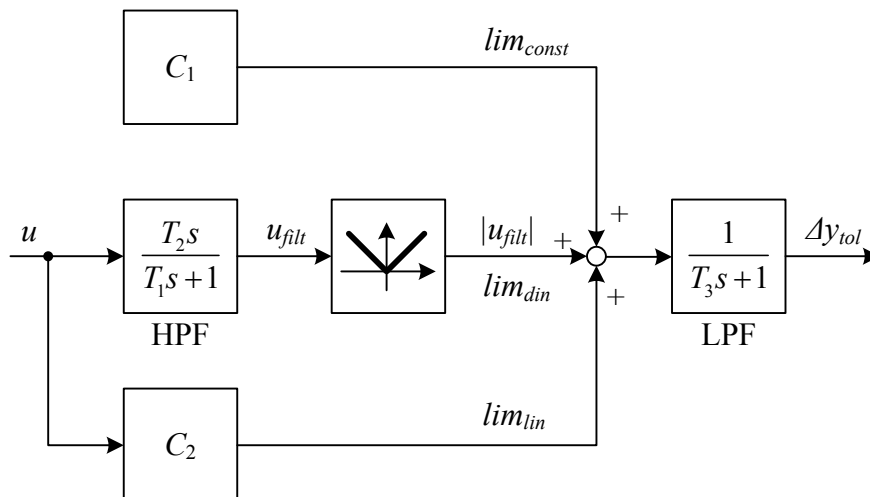 C₁
lim_const
+
u
T₂s
T₁s + 1
HPF
u_filt
|u_filt|
lim_din
+
1
T₃s + 1
LPF
Δy_tol
+
C₂
lim_lin